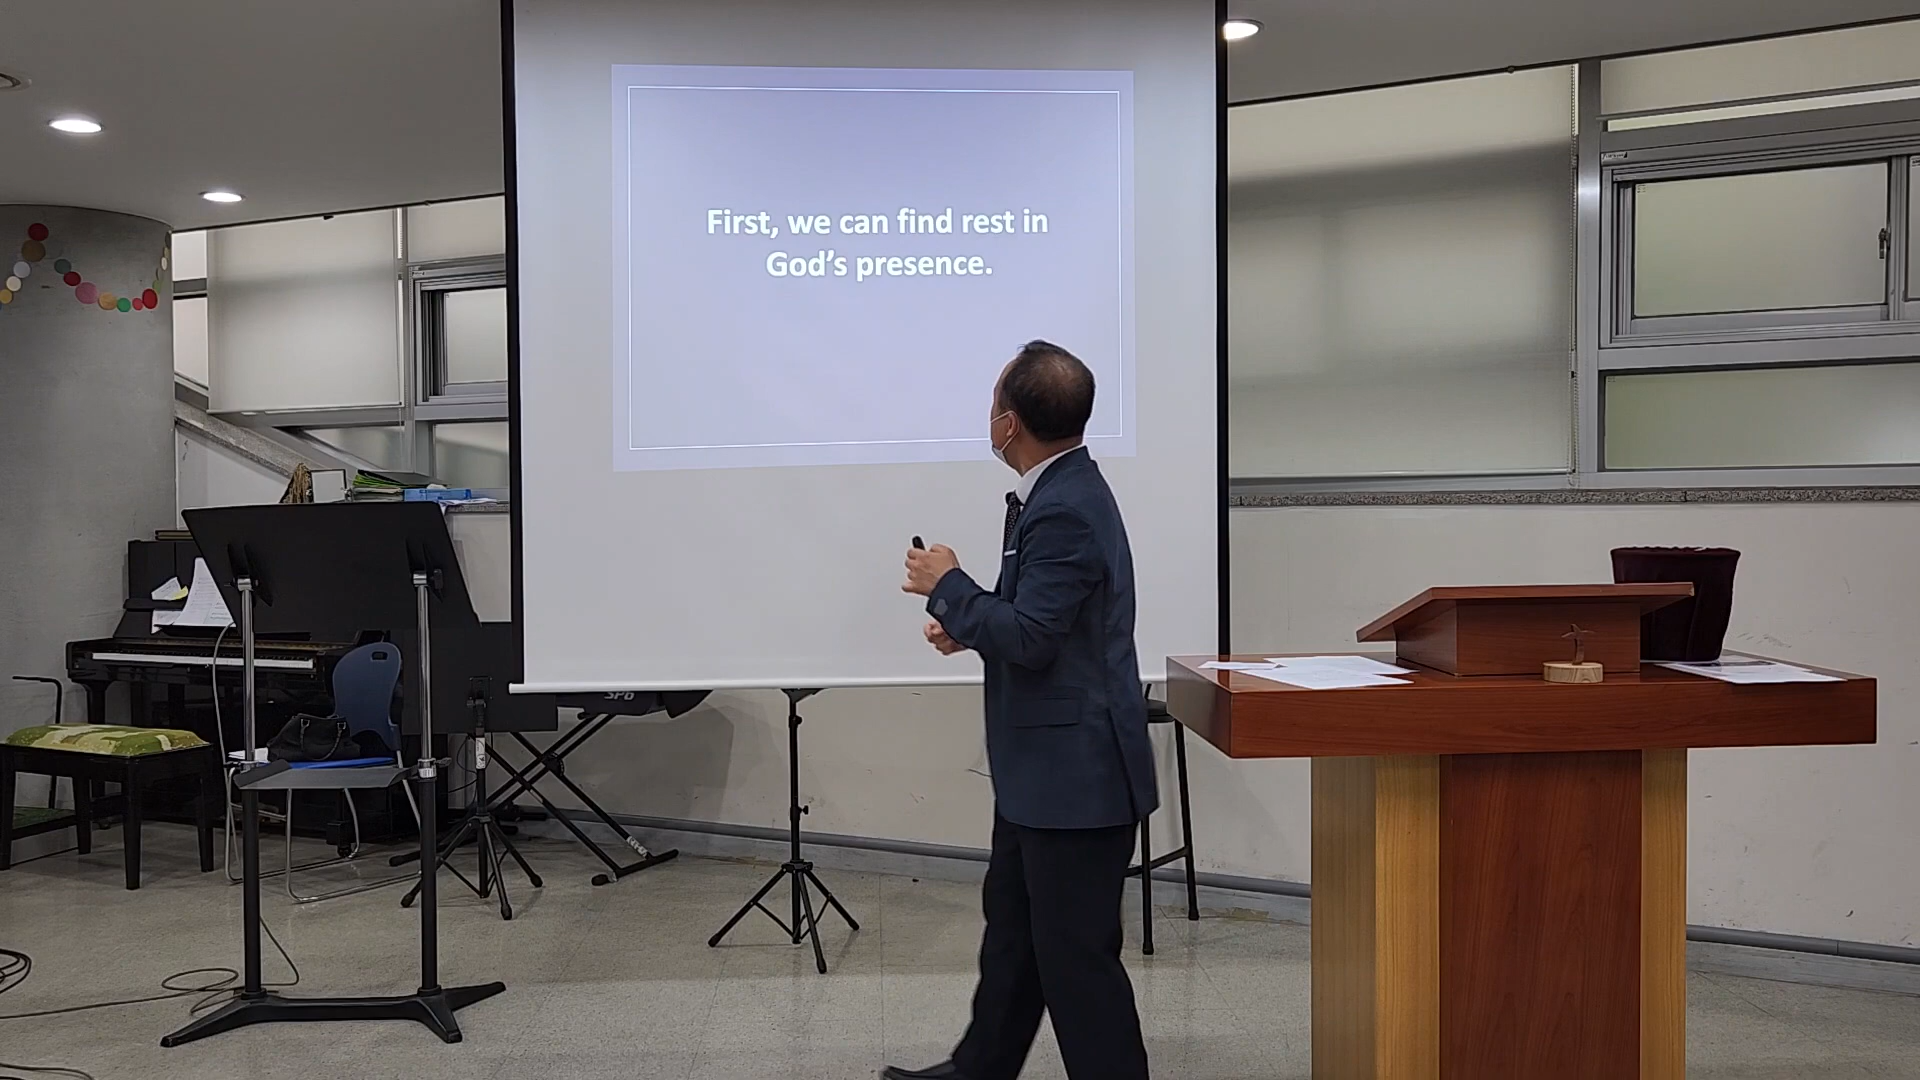 First, we can find rest in
God's presence.